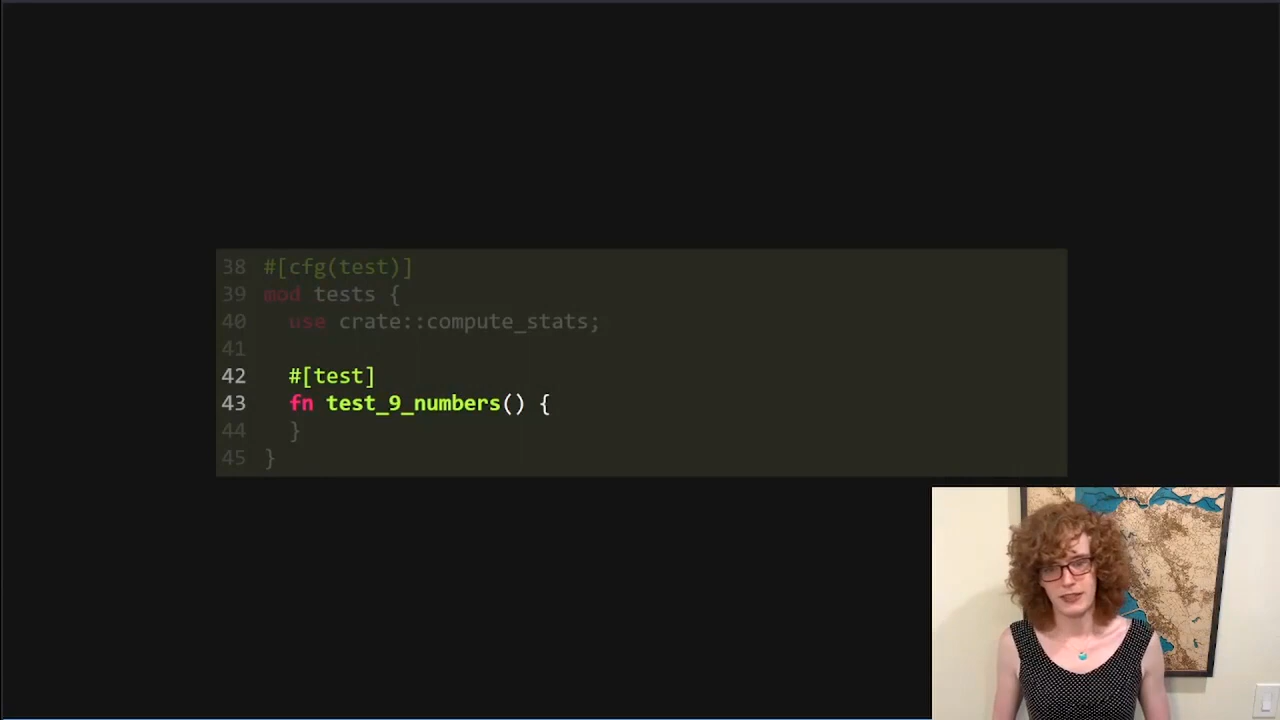 38 #[cfg(test)]
39 mod tests {
40 use crate::compute_stats;
41
42 #[test]
43 fn test_9_numbers() {
44 }
45 }